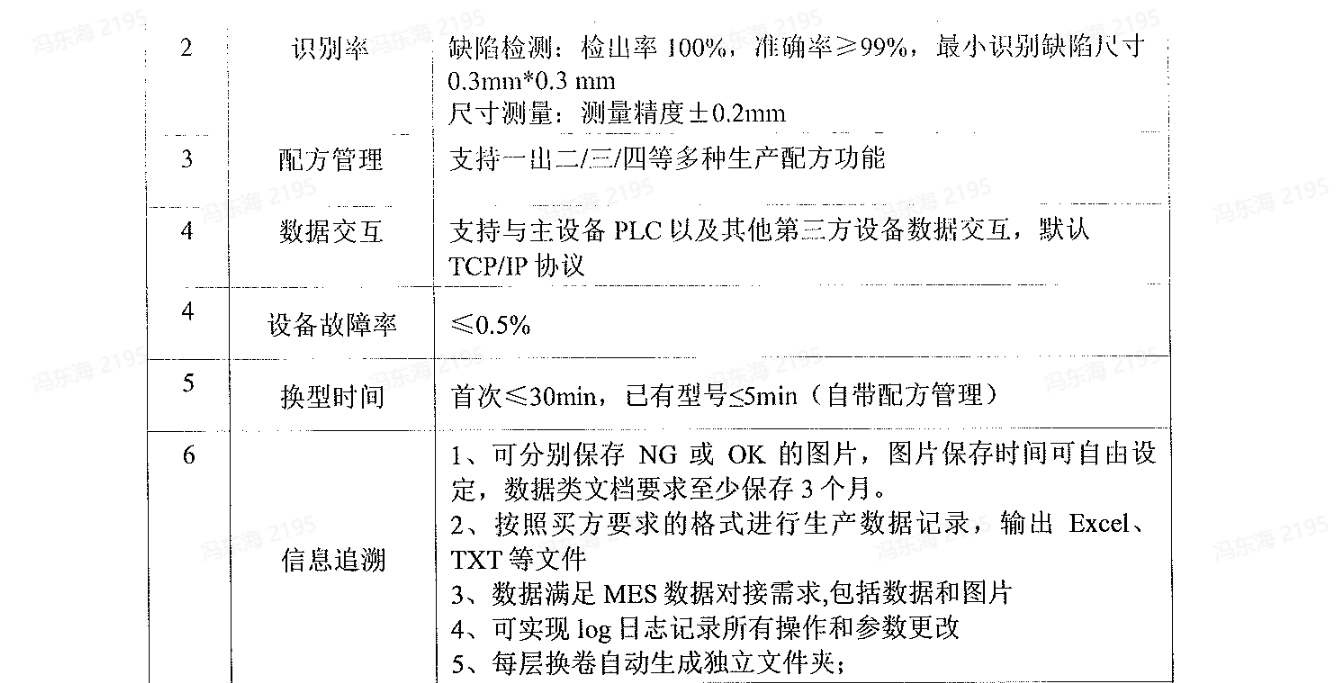 2 识别率 缺陷检测：检出率 100%，准确率≥99%，最小识别缺陷尺寸
0.3mm*0.3 mm
尺寸测量：测量精度±0.2mm
3 配方管理 支持一出二/三/四等多种生产配方功能
4 数据交互 支持与主设备 PLC 以及其他第三方设备数据交互，默认
TCP/IP 协议
4 设备故障率 ≤0.5%
5 换型时间 首次≤30min，已有型号≤5min（自带配方管理）
6 信息追溯 1、可分别保存 NG 或 OK 的图片，图片保存时间可自由设
定，数据类文档要求至少保存 3 个月。
2、按照买方要求的格式进行生产数据记录，输出 Excel、
TXT 等文件
3、数据满足 MES 数据对接需求,包括数据和图片
4、可实现 log 日志记录所有操作和参数更改
5、每层换卷自动生成独立文件夹；
冯东海 2195